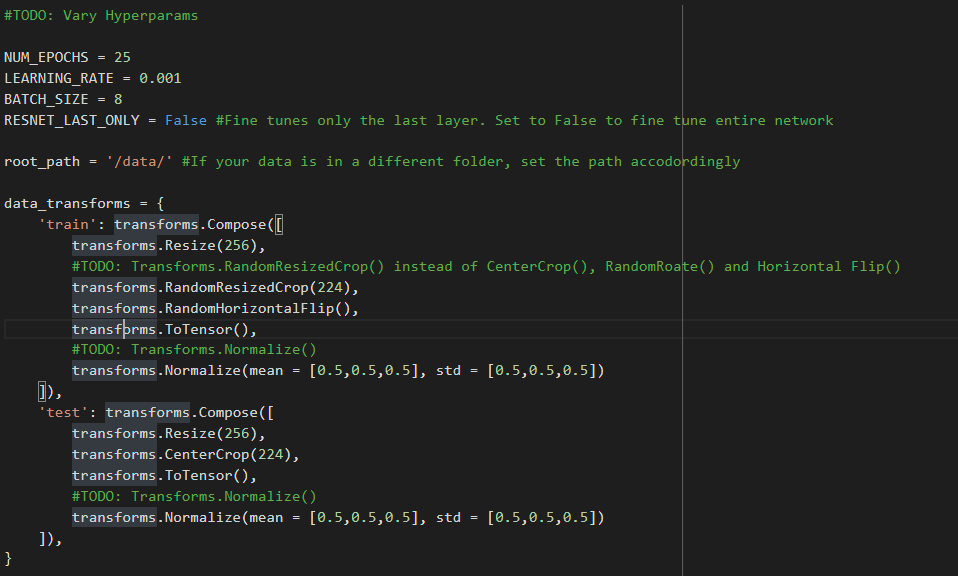 #TODO: Vary Hyperparams
NUM_EPOCHS = 25
LEARNING_RATE = 0.001
BATCH_SIZE = 8
RESNET_LAST_ONLY = False #Fine tunes only the last layer. Set to False to fine tune entire network
root_path = '/data/' #If your data is in a different folder, set the path accodordingly
data_transforms = {
    'train': transforms.Compose([
        transforms.Resize(256),
        #TODO: Transforms.RandomResizedCrop() instead of CenterCrop(), RandomRoate() and Horizontal Flip()
        transforms.RandomResizedCrop(224),
        transforms.RandomHorizontalFlip(),
        transforms.ToTensor(),
        #TODO: Transforms.Normalize()
        transforms.Normalize(mean = [0.5,0.5,0.5], std = [0.5,0.5,0.5])
    ]),
    'test': transforms.Compose([
        transforms.Resize(256),
        transforms.CenterCrop(224),
        transforms.ToTensor(),
        #TODO: Transforms.Normalize()
        transforms.Normalize(mean = [0.5,0.5,0.5], std = [0.5,0.5,0.5])
    ]),
}